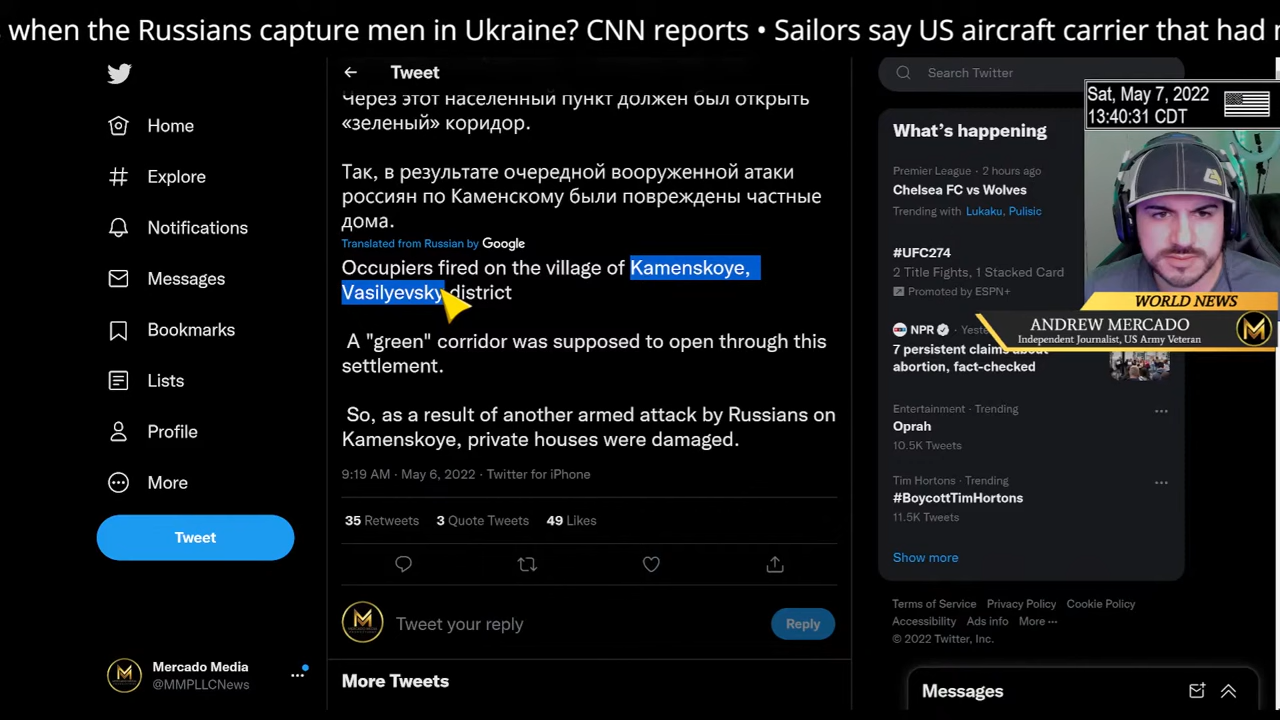 when the Russians capture men in Ukraine? CNN reports • Sailors say US aircraft carrier that had
Sat, May 7, 2022
13:40:31 CDT
Home
Explore
Notifications
Messages
Bookmarks
Lists
Profile
More
Tweet
Mercado Media
@MMPLLCNews
Tweet
Через этот населенный пункт должен был открыть
«зеленый» коридор.
Так, в результате очередной вооруженной атаки
россиян по Каменскому были повреждены частные
дома.
Translated from Russian by Google
Occupiers fired on the village of Kamenskoye,
Vasilyevsky district
A "green" corridor was supposed to open through this
settlement.
So, as a result of another armed attack by Russians on
Kamenskoye, private houses were damaged.
9:19 AM · May 6, 2022 · Twitter for iPhone
35 Retweets 3 Quote Tweets 49 Likes
Tweet your reply
Reply
More Tweets
Search Twitter
What's happening
Premier League · 2 hours ago
Chelsea FC vs Wolves
Trending with Lukaku, Pulisic
#UFC274
2 Title Fights, 1 Stacked Card
Promoted by ESPN+
WORLD NEWS
ANDREW MERCADO
Independent Journalist, US Army Veteran
NPR
7 persistent claims about
abortion, fact-checked
Entertainment · Trending
Oprah
10.5K Tweets
Tim Hortons · Trending
#BoycottTimHortons
11.5K Tweets
Show more
Terms of Service Privacy Policy Cookie Policy
Accessibility Ads info More ···
© 2022 Twitter, Inc.
Messages